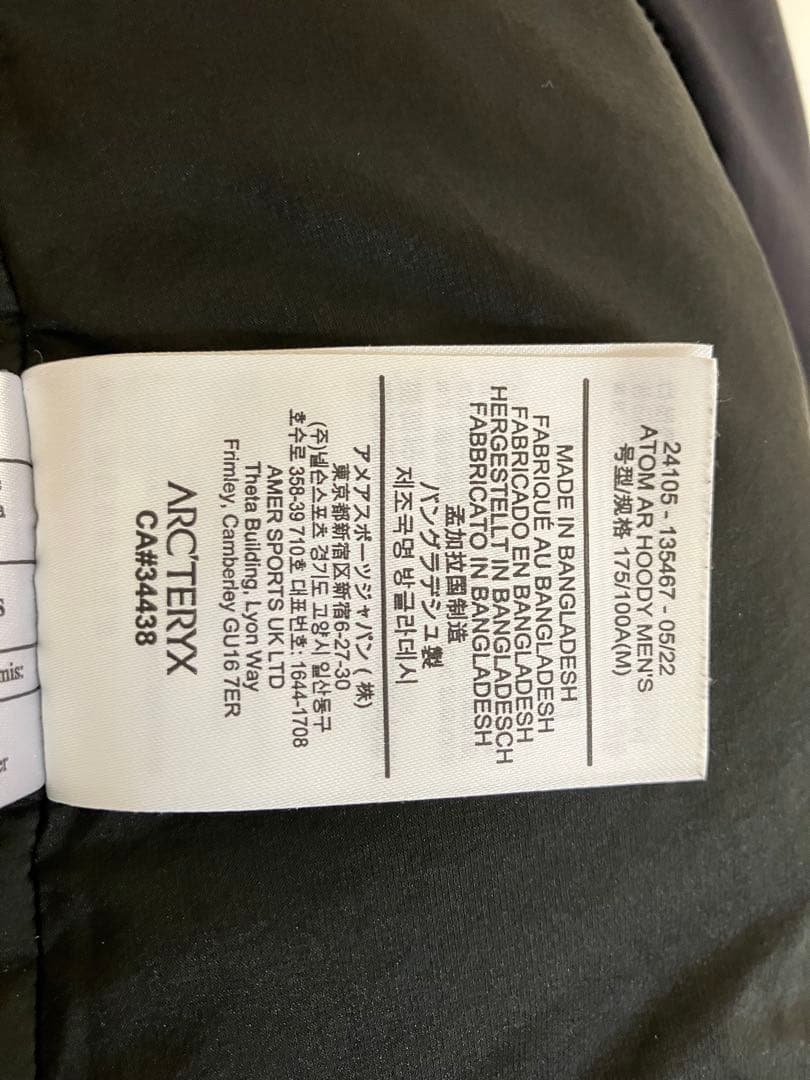 24105 - 135467 - 05/22
ATOM AR HOODY MEN'S
号型/规格 175/100A(M)
MADE IN BANGLADESH
FABRIQUÉ AU BANGLADESH
FABRICADO EN BANGLADESH
HERGESTELLT IN BANGLADESCH
FABBRICATO IN BANGLADESH
孟加拉国制造
バングラデシュ製
제조국명 방글라데시
アメアスポーツジャパン ( 株)
東京都新宿区新宿6-27-30
(주)넬슨스포츠 경기도 고양시 일산동구
호수로 358-39 710호 대표번호: 1644-1708
AMER SPORTS UK LTD
Theta Building, Lyon Way
Frimley, Camberley GU16 7ER
ARC'TERYX
CA#34438
mis: